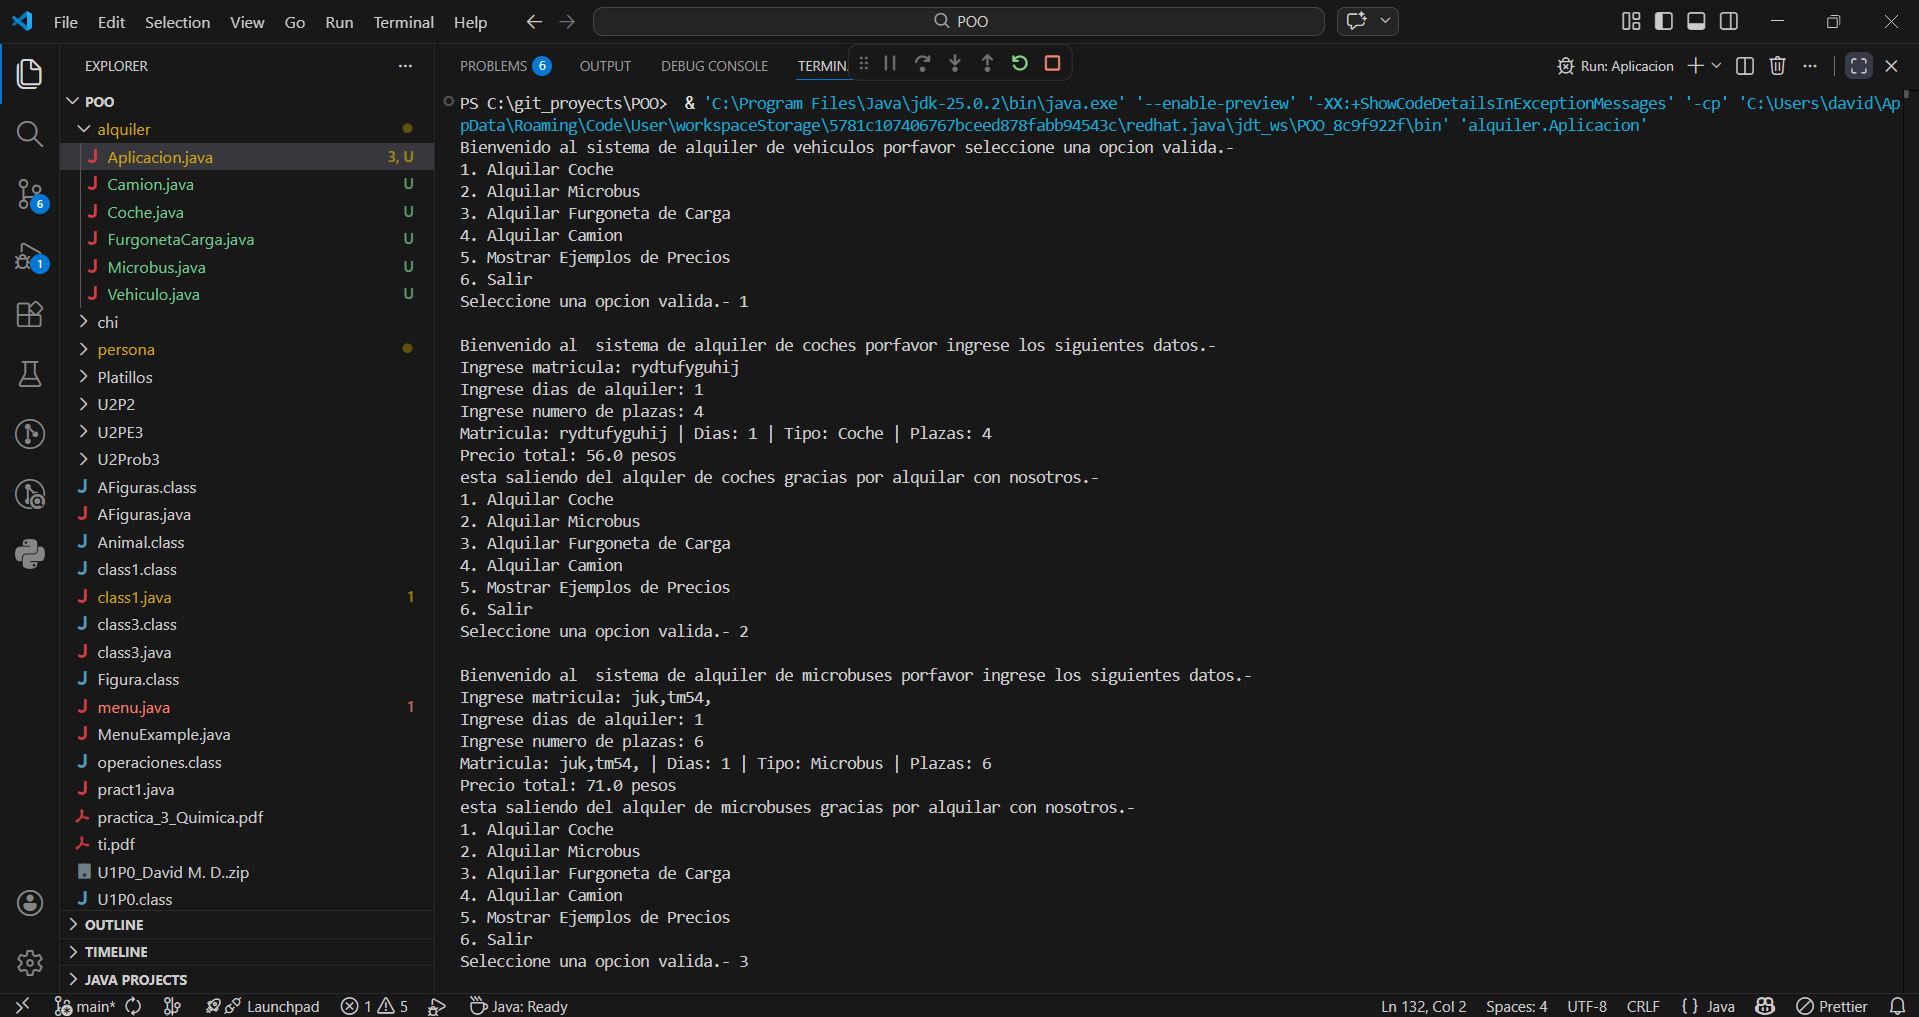 File Edit Selection View Go Run Terminal Help
POO
EXPLORER
POO
alquiler
Aplicacion.java 3, U
Camion.java U
Coche.java U
FurgonetaCarga.java U
Microbus.java U
Vehiculo.java U
chi
persona
Platillos
U2P2
U2PE3
U2Prob3
AFiguras.class
AFiguras.java
Animal.class
class1.class
class1.java 1
class3.class
class3.java
Figura.class
menu.java 1
MenuExample.java
operaciones.class
pract1.java
practica_3_Quimica.pdf
ti.pdf
U1P0_David M. D..zip
U1P0.class
OUTLINE
TIMELINE
JAVA PROJECTS
6
1
PROBLEMS 6 OUTPUT DEBUG CONSOLE TERMIN
Run: Aplicacion
PS C:\git_proyects\POO>  & 'C:\Program Files\Java\jdk-25.0.2\bin\java.exe' '--enable-preview' '-XX:+ShowCodeDetailsInExceptionMessages' '-cp' 'C:\Users\david\Ap
pData\Roaming\Code\User\workspaceStorage\5781c107406767bceed878fabb94543c\redhat.java\jdt_ws\POO_8c9f922f\bin' 'alquiler.Aplicacion'
Bienvenido al sistema de alquiler de vehiculos porfavor seleccione una opcion valida.-
1. Alquilar Coche
2. Alquilar Microbus
3. Alquilar Furgoneta de Carga
4. Alquilar Camion
5. Mostrar Ejemplos de Precios
6. Salir
Seleccione una opcion valida.- 1
Bienvenido al  sistema de alquiler de coches porfavor ingrese los siguientes datos.-
Ingrese matricula: rydtufyguhij
Ingrese dias de alquiler: 1
Ingrese numero de plazas: 4
Matricula: rydtufyguhij | Dias: 1 | Tipo: Coche | Plazas: 4
Precio total: 56.0 pesos
esta saliendo del alquler de coches gracias por alquilar con nosotros.-
1. Alquilar Coche
2. Alquilar Microbus
3. Alquilar Furgoneta de Carga
4. Alquilar Camion
5. Mostrar Ejemplos de Precios
6. Salir
Seleccione una opcion valida.- 2
Bienvenido al  sistema de alquiler de microbuses porfavor ingrese los siguientes datos.-
Ingrese matricula: juk,tm54,
Ingrese dias de alquiler: 1
Ingrese numero de plazas: 6
Matricula: juk,tm54, | Dias: 1 | Tipo: Microbus | Plazas: 6
Precio total: 71.0 pesos
esta saliendo del alquler de microbuses gracias por alquilar con nosotros.-
1. Alquilar Coche
2. Alquilar Microbus
3. Alquilar Furgoneta de Carga
4. Alquilar Camion
5. Mostrar Ejemplos de Precios
6. Salir
Seleccione una opcion valida.- 3
main* Launchpad 1 5 Java: Ready Ln 132, Col 2 Spaces: 4 UTF-8 CRLF {} Java Prettier